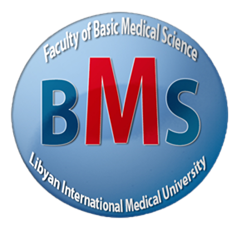 Faculty of Basic Medical Science
BMS
Libyan International Medical University